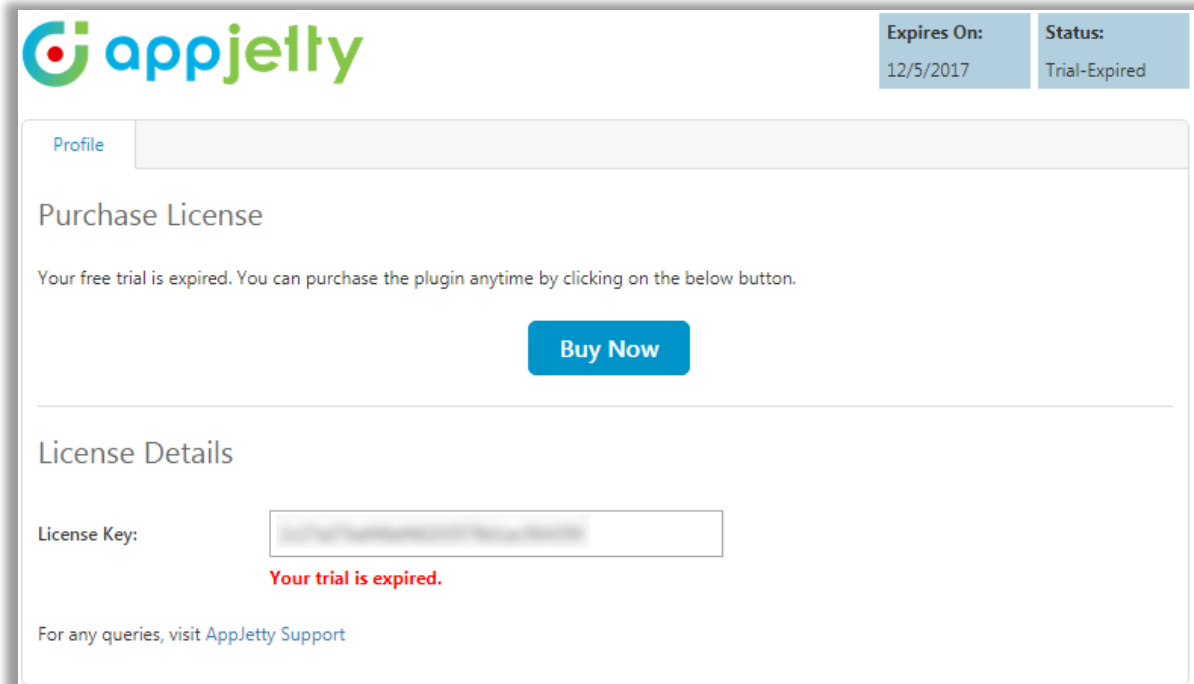 appjetty
Expires On:
12/5/2017
Status:
Trial-Expired
Profile
Purchase License
Your free trial is expired. You can purchase the plugin anytime by clicking on the below button.
Buy Now
License Details
License Key:
Your trial is expired.
For any queries, visit AppJetty Support